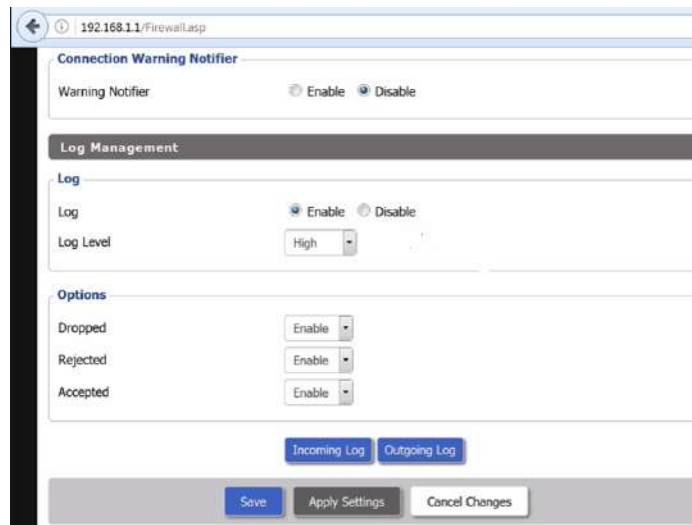 192.168.1.1/Firewall.asp
Connection Warning Notifier
Warning Notifier Enable Disable
Log Management
Log
Log Enable Disable
Log Level High
Options
Dropped Enable
Rejected Enable
Accepted Enable
Incoming Log Outgoing Log
Save Apply Settings Cancel Changes